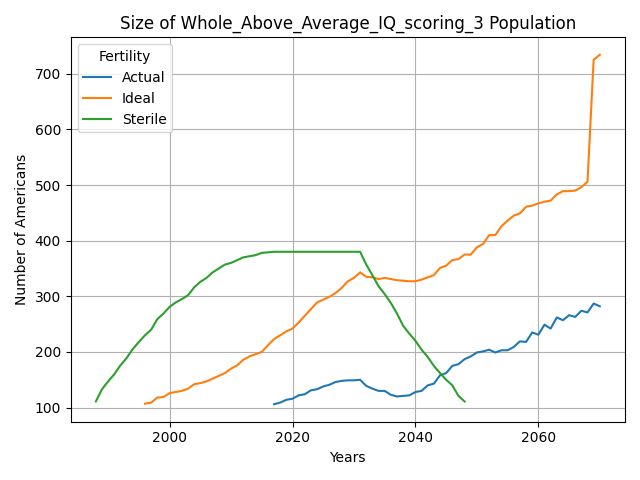 Size of Whole_Above_Average_IQ_scoring_3 Population
Fertility
Actual
Ideal
Sterile
Number of Americans
700
600
500
400
300
200
100
2000
2020
2040
2060
Years